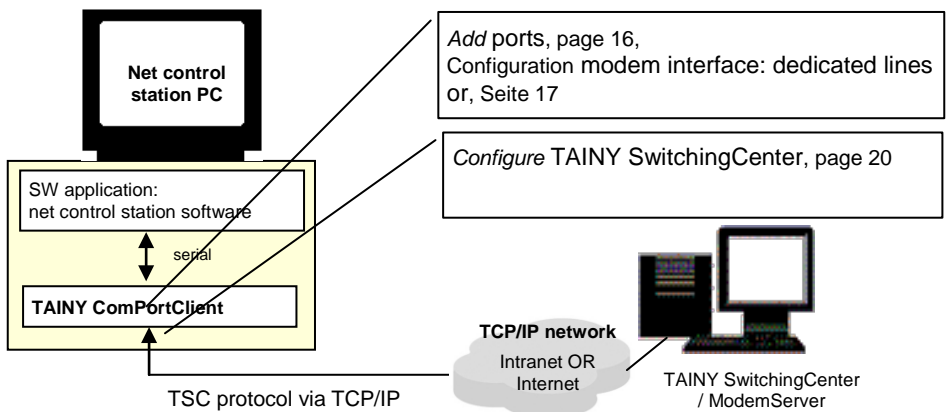 Net control
station PC
Add ports, page 16,
Configuration modem interface: dedicated lines
or, Seite 17
Configure TAINY SwitchingCenter, page 20
SW application:
net control station software
serial
TAINY ComPortClient
TCP/IP network
Intranet OR
Internet
TSC protocol via TCP/IP
TAINY SwitchingCenter
/ ModemServer